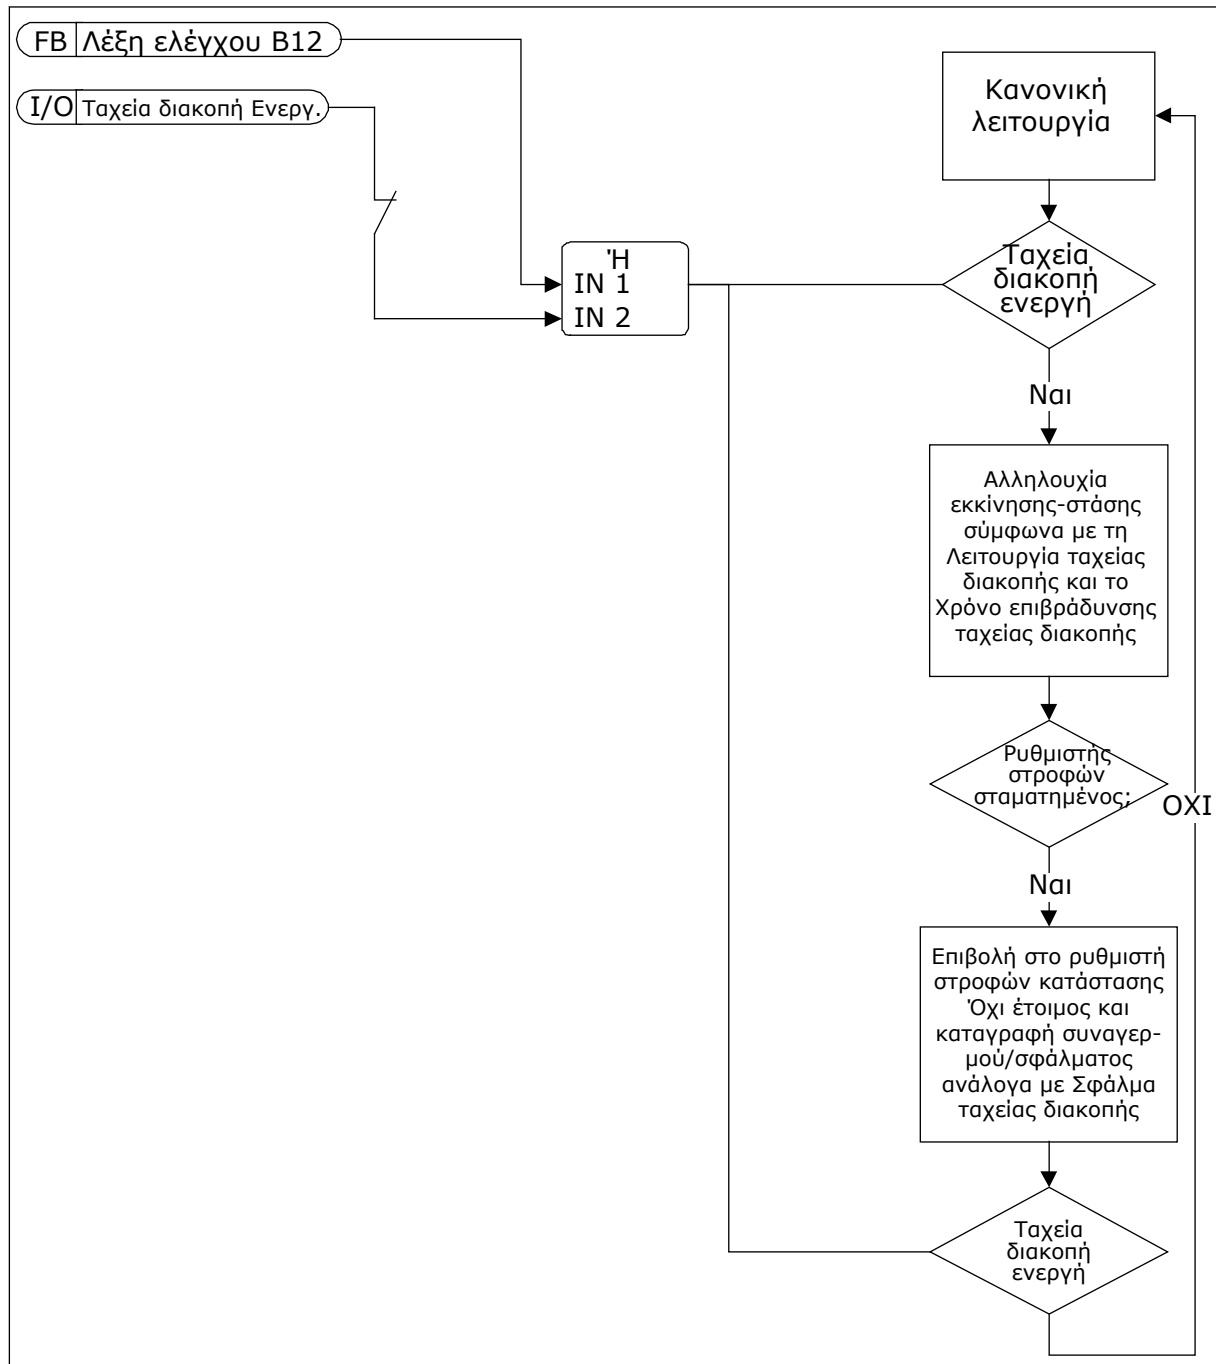 FB Λέξη ελέγχου B12
I/O Ταχεία διακοπή Ενεργ.
Κανονική
λειτουργία
Ή
IN 1
IN 2
Ταχεία
διακοπή
ενεργή
Ναι
Αλληλουχία
εκκίνησης-στάσης
σύμφωνα με τη
Λειτουργία ταχείας
διακοπής και το
Χρόνο επιβράδυνσης
ταχείας διακοπής
Ρυθμιστής
στροφών
σταματημένος;
ΟΧΙ
Ναι
Επιβολή στο ρυθμιστή
στροφών κατάστασης
Όχι έτοιμος και
καταγραφή συναγερ-
μού/σφάλματος
ανάλογα με Σφάλμα
ταχείας διακοπής
Ταχεία
διακοπή
ενεργή